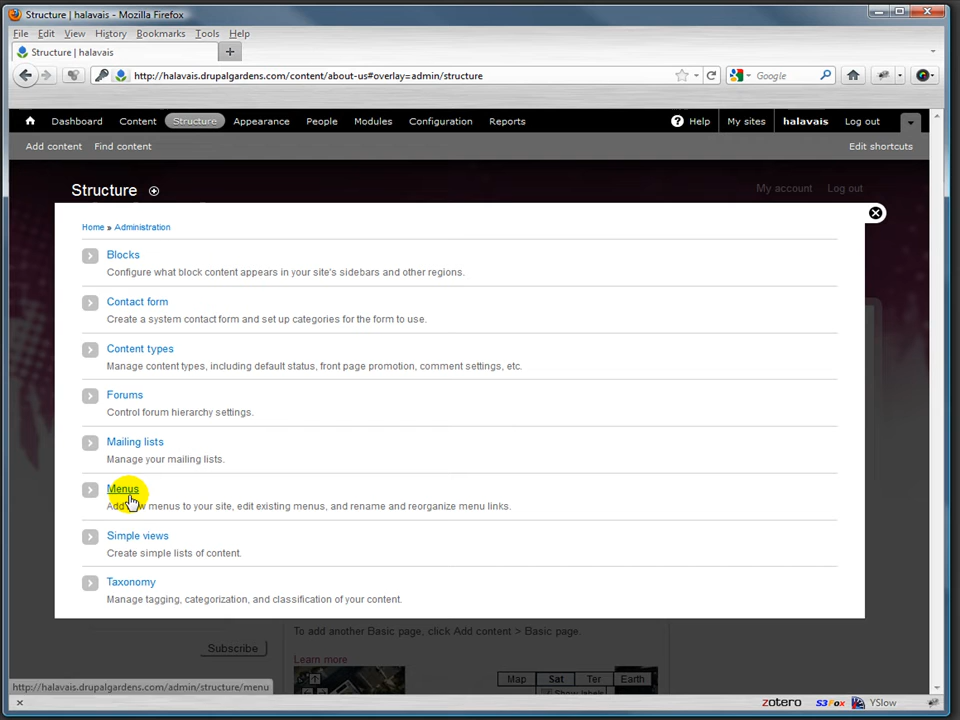 Structure | halavais - Mozilla Firefox
File Edit View History Bookmarks Tools Help
Structure | halavais
http://halavais.drupalgardens.com/content/about-us#overlay=admin/structure
Google
Dashboard Content Structure Appearance People Modules Configuration Reports Help My sites halavais Log out
Add content Find content Edit shortcuts
Structure
My account Log out
Home » Administration
Blocks
Configure what block content appears in your site's sidebars and other regions.
Contact form
Create a system contact form and set up categories for the form to use.
Content types
Manage content types, including default status, front page promotion, comment settings, etc.
Forums
Control forum hierarchy settings.
Mailing lists
Manage your mailing lists.
Menus
menus to your site, edit existing menus, and rename and reorganize menu links.
Simple views
Create simple lists of content.
Taxonomy
Manage tagging, categorization, and classification of your content.
To add another Basic page, click Add content > Basic page.
Subscribe
Learn more
Map Sat Ter Earth
Show labels
http://halavais.drupalgardens.com/admin/structure/menu
zotero S3Fox YSlow